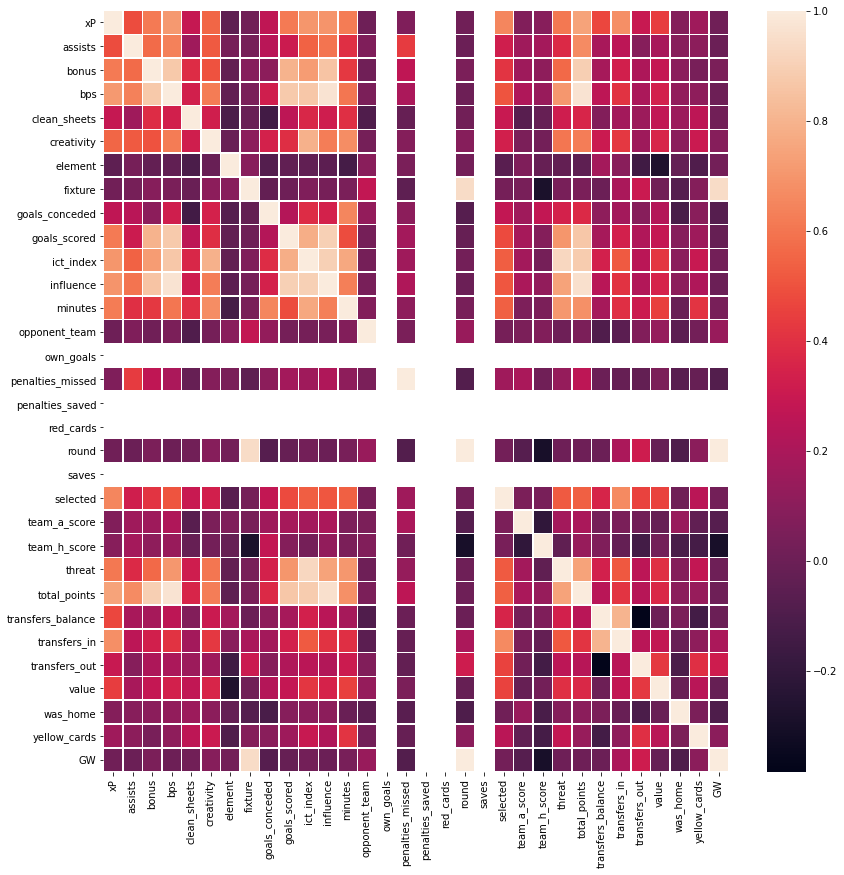 xP
assists
bonus
bps
clean_sheets
creativity
element
fixture
goals_conceded
goals_scored
ict_index
influence
minutes
opponent_team
own_goals
penalties_missed
penalties_saved
red_cards
round
saves
selected
team_a_score
team_h_score
threat
total_points
transfers_balance
transfers_in
transfers_out
value
was_home
yellow_cards
GW
xP
assists
bonus
bps
clean_sheets
creativity
element
fixture
goals_conceded
goals_scored
ict_index
influence
minutes
opponent_team
own_goals
penalties_missed
penalties_saved
red_cards
round
saves
selected
team_a_score
team_h_score
threat
total_points
transfers_balance
transfers_in
transfers_out
value
was_home
yellow_cards
GW
1.0
0.8
0.6
0.4
0.2
0.0
−0.2